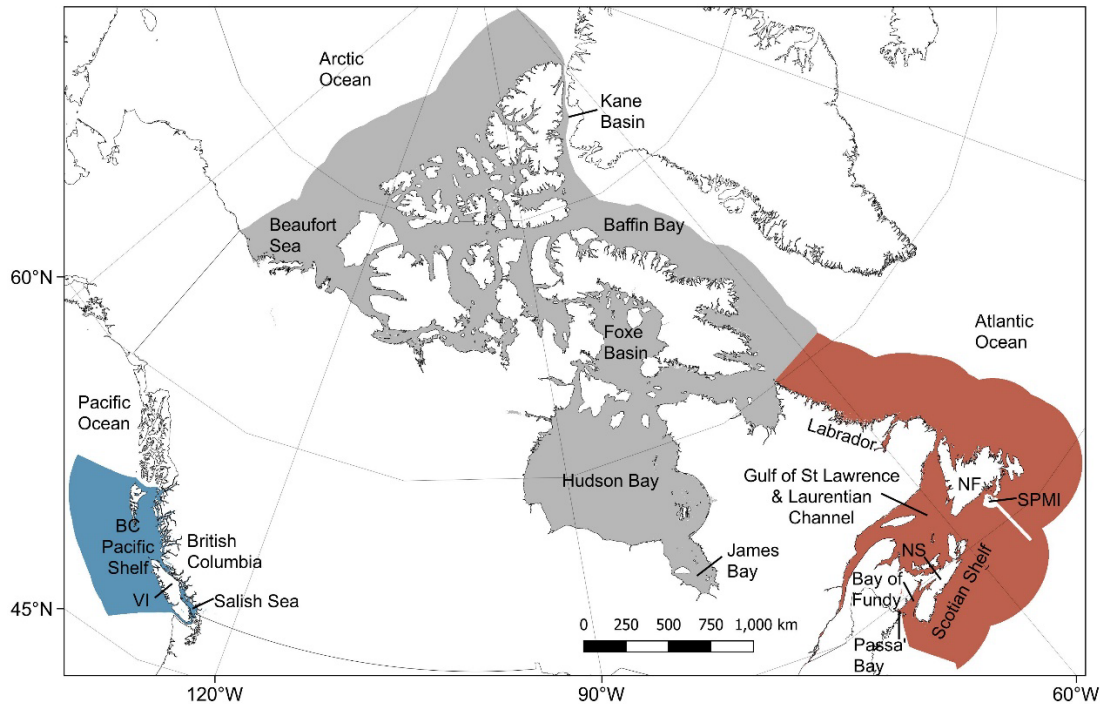 Arctic
Ocean
Kane
Basin
Beaufort
Sea
Baffin Bay
60°N
Foxe
Basin
Atlantic
Ocean
Pacific
Ocean
Labrador
Hudson Bay
Gulf of St Lawrence
& Laurentian
Channel
NF
SPMI
BC
Pacific
Shelf
British
Columbia
James
Bay
NS
VI
Salish Sea
Bay of
Fundy
Scotian Shelf
45°N
0 250 500 750 1,000 km
Passa'
Bay
120°W
90°W
60°W